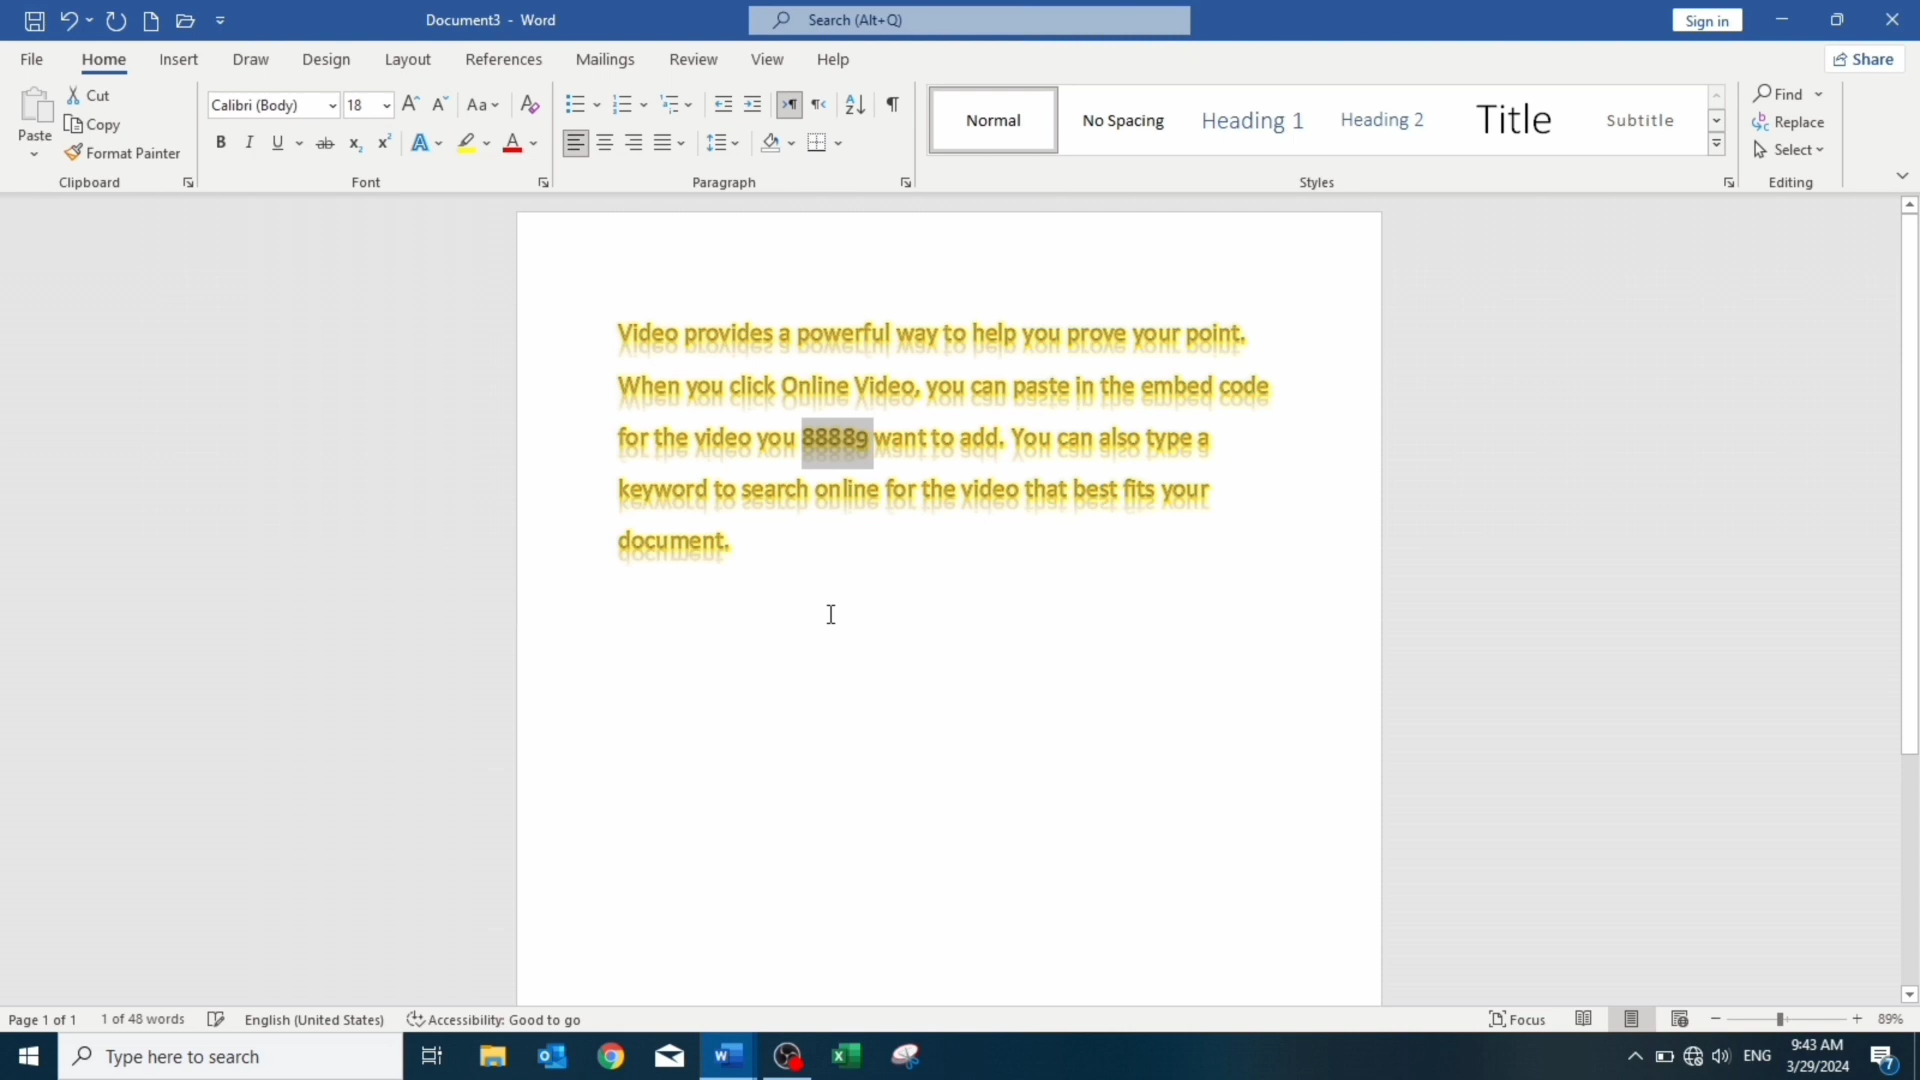 Document3 - Word
Search (Alt+Q)
Sign in
File Home Insert Draw Design Layout References Mailings Review View Help
Share
Paste
Cut
Copy
Format Painter
Clipboard
Calibri (Body) 18
Aa
B I U ab
Font
Paragraph
Normal
No Spacing
Heading 1
Heading 2
Title
Subtitle
Styles
Find
Replace
Select
Editing
Video provides a powerful way to help you prove your point.
When you click Online Video, you can paste in the embed code
for the video you 88889 want to add. You can also type a
keyword to search online for the video that best fits your
document.
Page 1 of 1 1 of 48 words English (United States) Accessibility: Good to go
Focus
89%
Type here to search
ENG
9:43 AM
3/29/2024
7